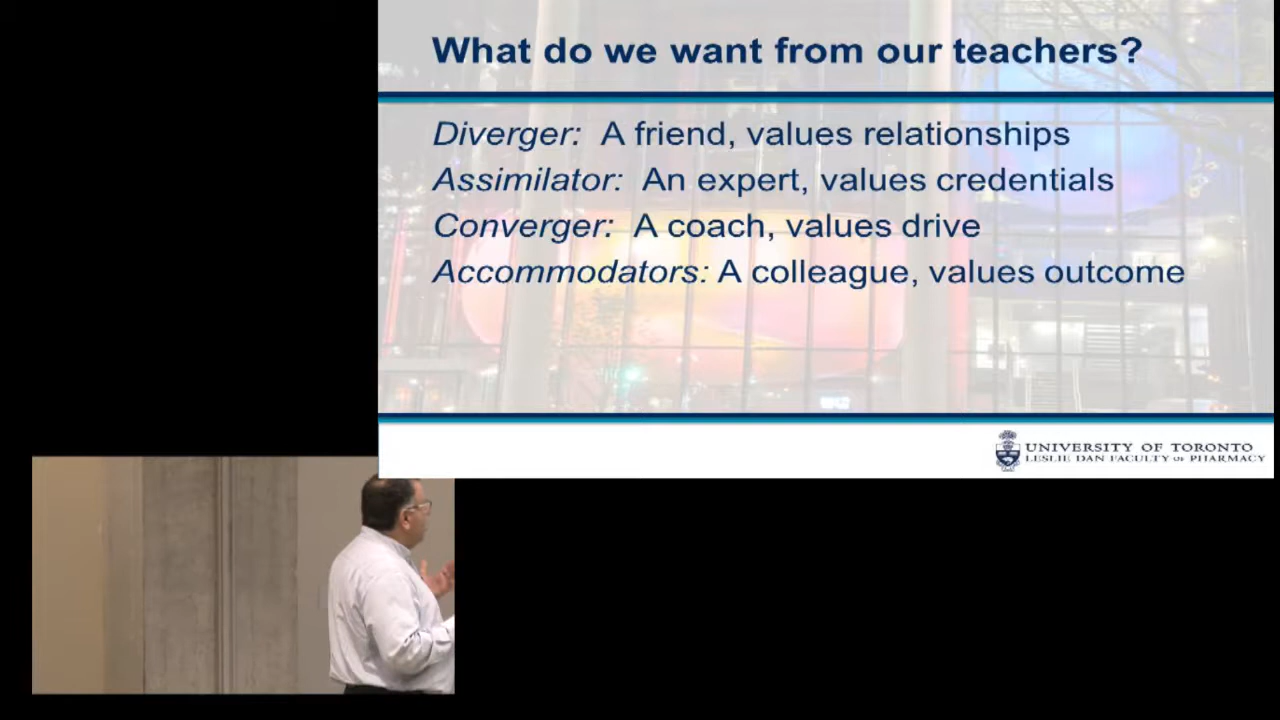 What do we want from our teachers?
Diverger: A friend, values relationships
Assimilator: An expert, values credentials
Converger: A coach, values drive
Accommodators: A colleague, values outcome
UNIVERSITY OF TORONTO
LESLIE DAN FACULTY OF PHARMACY